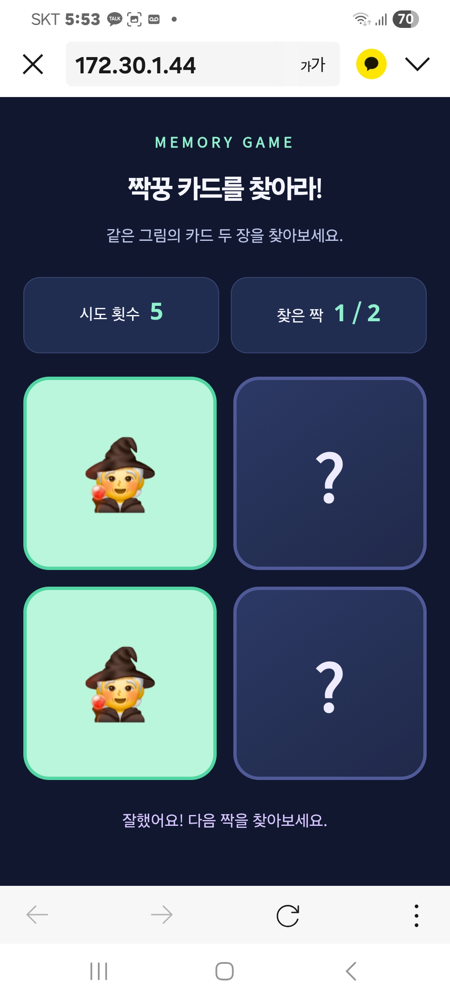 SKT 5:53 TALK 70
172.30.1.44 가가
MEMORY GAME
짝꿍 카드를 찾아라!
같은 그림의 카드 두 장을 찾아보세요.
시도 횟수 5
찾은 짝 1 / 2
?
?
잘했어요! 다음 짝을 찾아보세요.